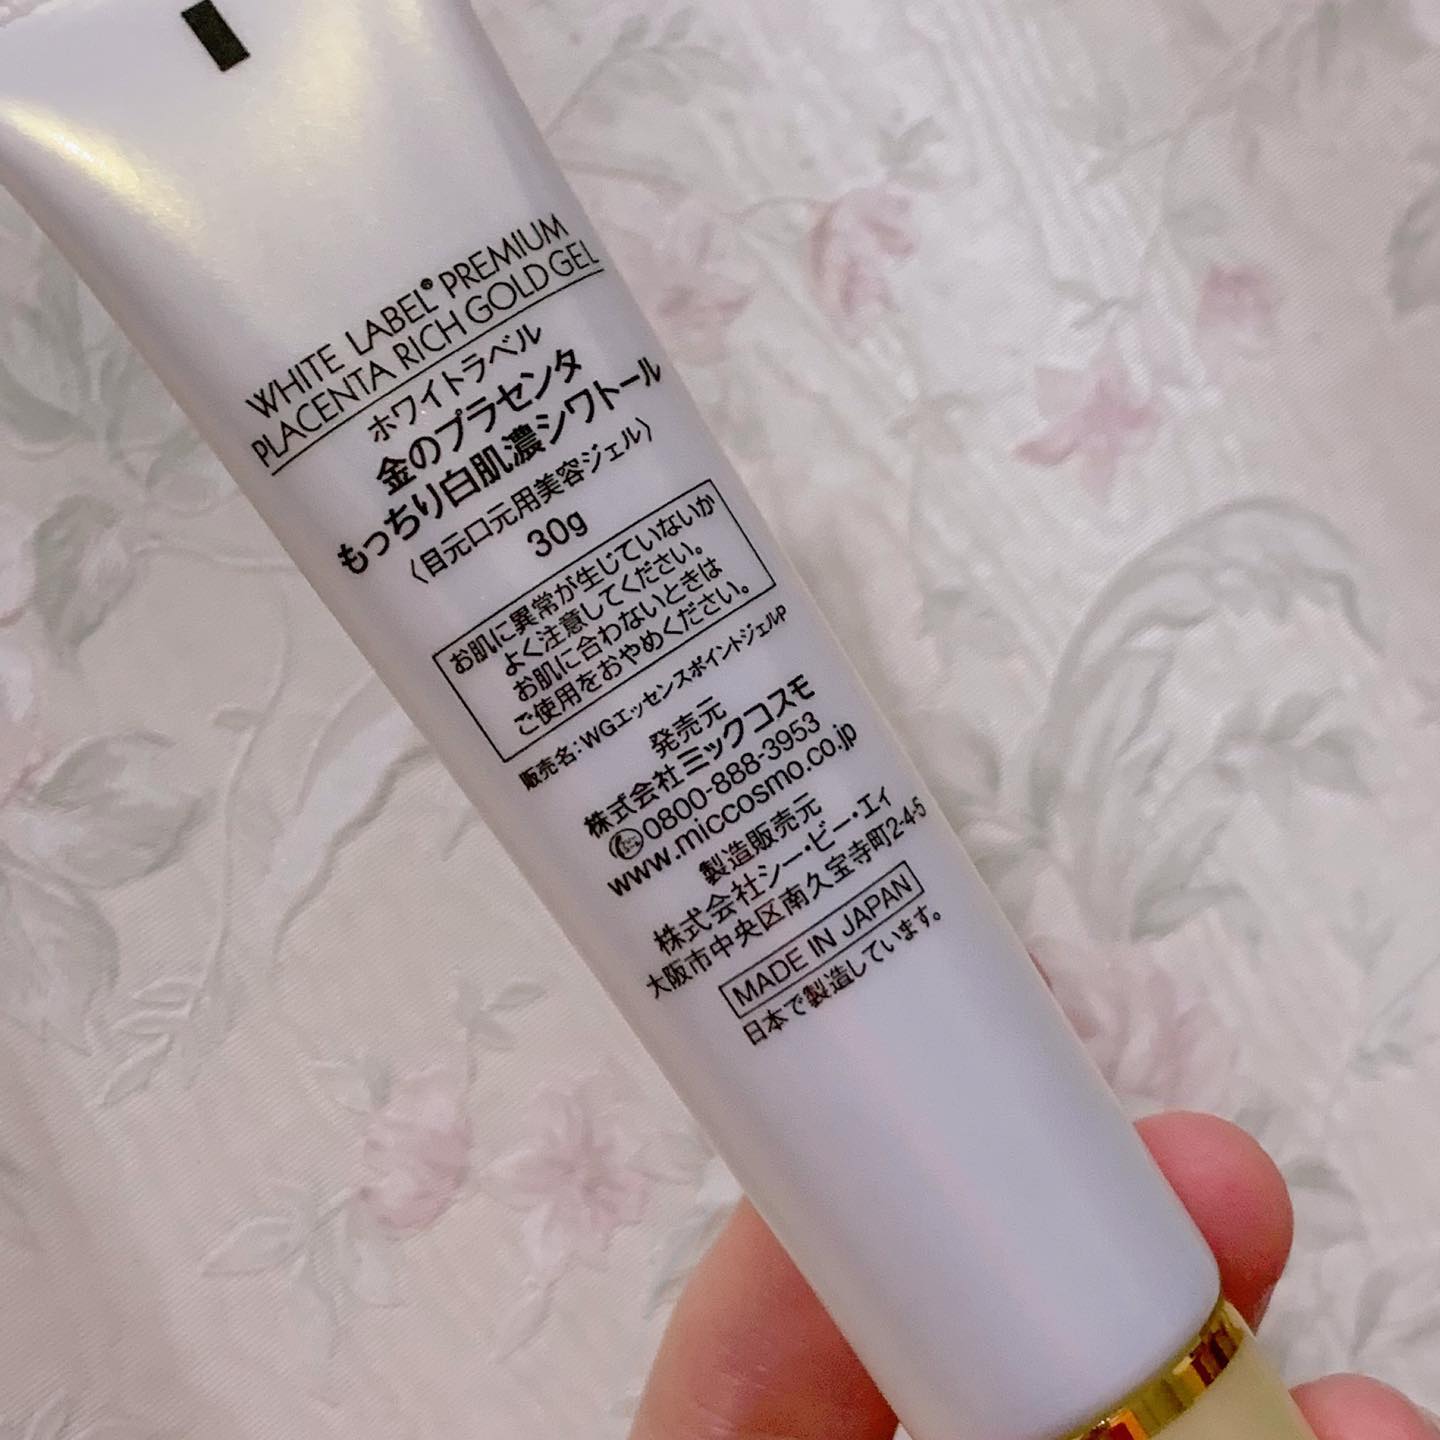 WHITE LABEL® PREMIUM
PLACENTA RICH GOLD GEL
ホワイトラベル
金のプラセンタ
もっちり白肌濃シワトール
〈目元口元用美容ジェル〉
30g
お肌に異常が生じていないか
よく注意してください。
お肌に合わないときは
ご使用をおやめください。
販売名：WGエッセンスポイントジェルP
発売元
株式会社ミックコスモ
0800-888-3953
www.miccosmo.co.jp
製造販売元
株式会社シー・ビー・エィ
大阪市中央区南久宝寺町2-4-5
MADE IN JAPAN
日本で製造しています。